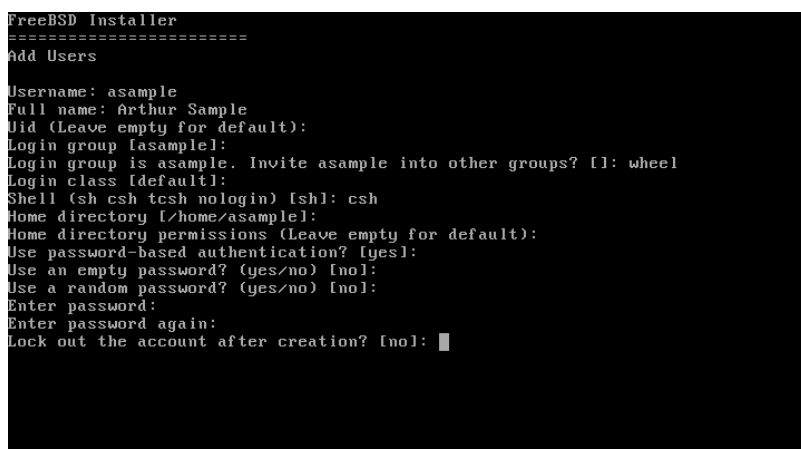 FreeBSD Installer
========================
Add Users
Username: asample
Full name: Arthur Sample
Uid (Leave empty for default):
Login group [asample]:
Login group is asample. Invite asample into other groups? []: wheel
Login class [default]:
Shell (sh csh tcsh nologin) [sh]: csh
Home directory [/home/asample]:
Home directory permissions (Leave empty for default):
Use password-based authentication? [yes]:
Use an empty password? (yes/no) [no]:
Use a random password? (yes/no) [no]:
Enter password:
Enter password again:
Lock out the account after creation? [no]: